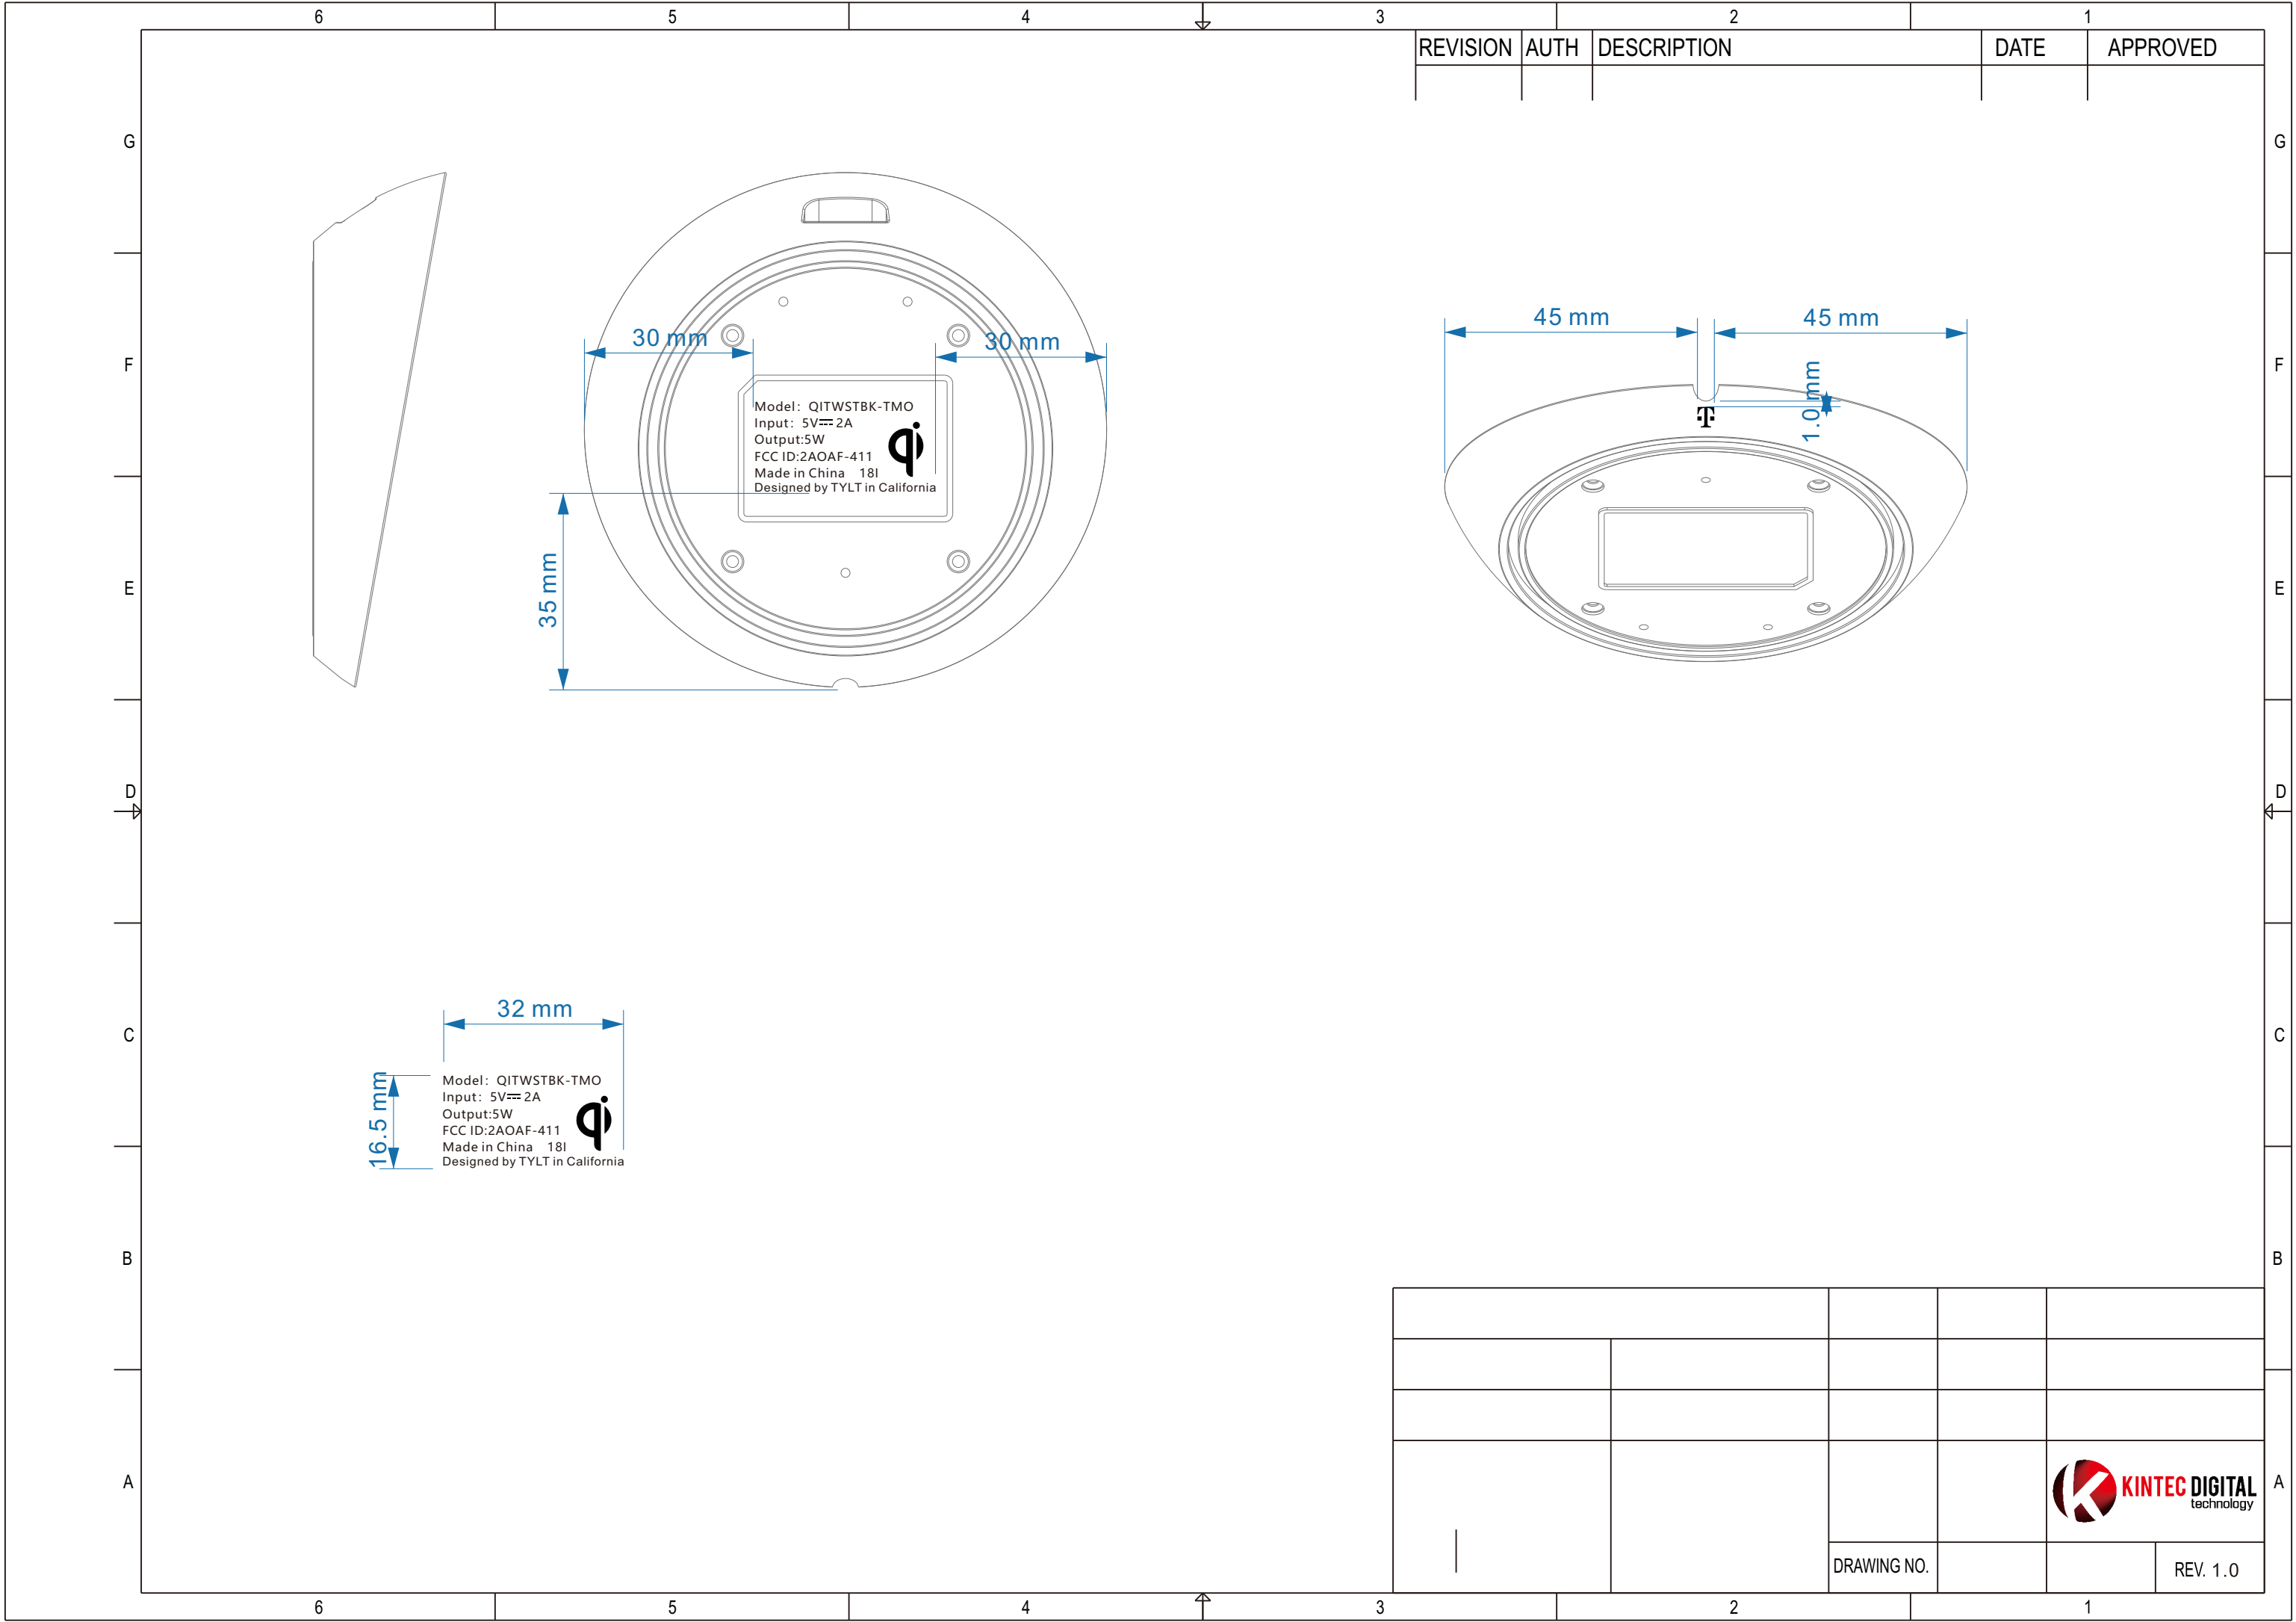 6 5 4 3 2 1
REVISION AUTH DESCRIPTION DATE APPROVED
G G
45 mm 45 mm
30 mm 30 mm
F F
1.0 mm
Model: QITWSTBK-TMO
Input: 5V⎓2A
Output:5W
FCC ID:2AOAF-411
Made in China 18I
Designed by TYLT in California
qi
T
35 mm
E E
D D
32 mm
C C
16.5 mm
Model: QITWSTBK-TMO
Input: 5V⎓2A
Output:5W
FCC ID:2AOAF-411
Made in China 18I
Designed by TYLT in California
qi
B B
A A
K KINTEC DIGITAL
technology
DRAWING NO. REV. 1.0
6 5 4 3 2 1